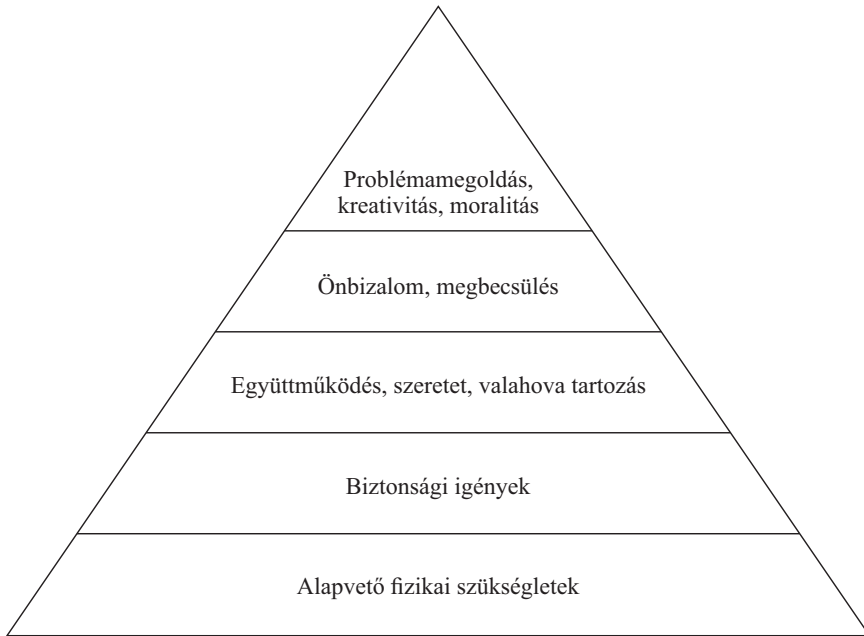 Problémamegoldás,
kreativitás, moralitás
Önbizalom, megbecsülés
Együttműködés, szeretet, valahova tartozás
Biztonsági igények
Alapvető fizikai szükségletek